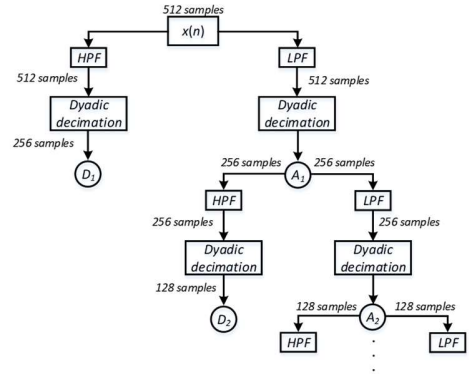 512 samples
x(n)
HPF
LPF
512 samples
512 samples
Dyadic
decimation
Dyadic
decimation
256 samples
D1
256 samples
A1
256 samples
HPF
LPF
256 samples
256 samples
Dyadic
decimation
Dyadic
decimation
128 samples
D2
128 samples
A2
128 samples
HPF
LPF